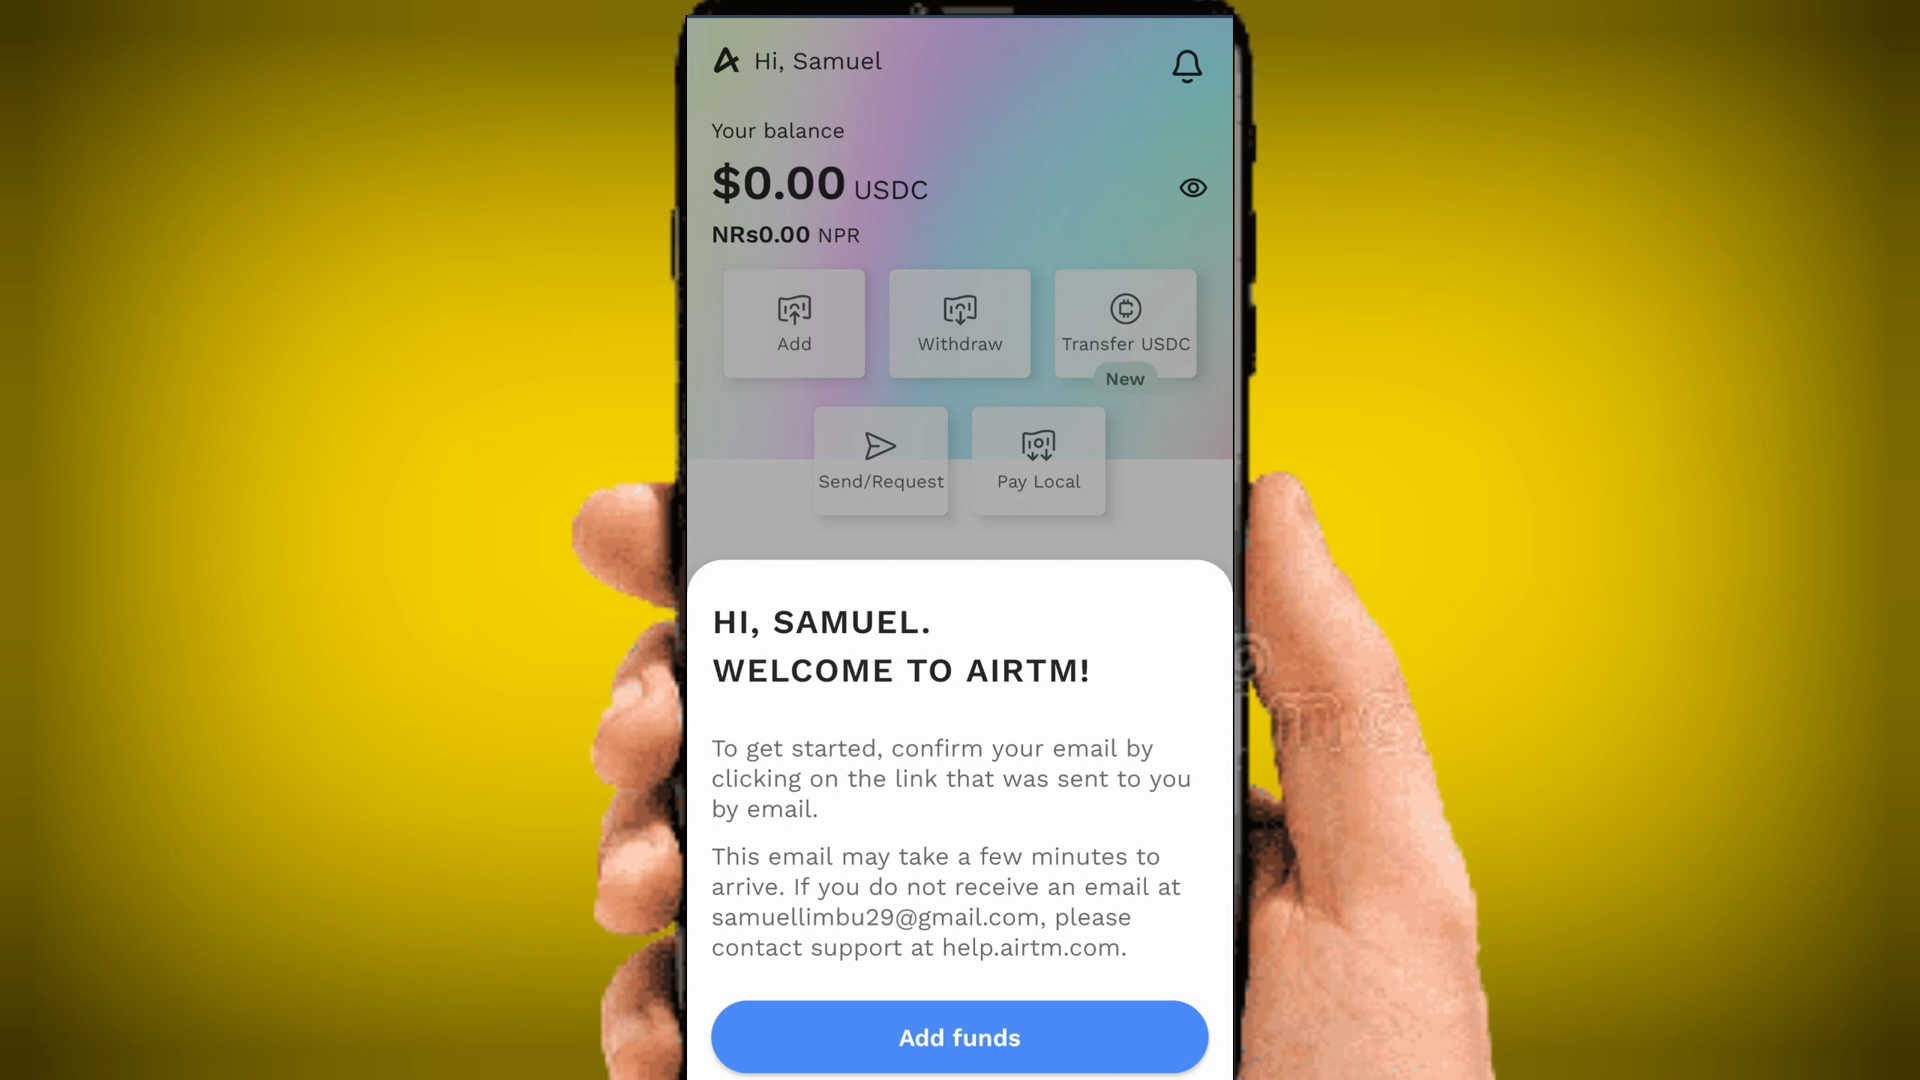 Hi, Samuel
Your balance
$0.00 USDC
NRs0.00 NPR
Add
Withdraw
Transfer USDC
New
Send/Request
Pay Local
HI, SAMUEL.
WELCOME TO AIRTM!
To get started, confirm your email by
clicking on the link that was sent to you
by email.
This email may take a few minutes to
arrive. If you do not receive an email at
samuellimbu29@gmail.com, please
contact support at help.airtm.com.
Add funds